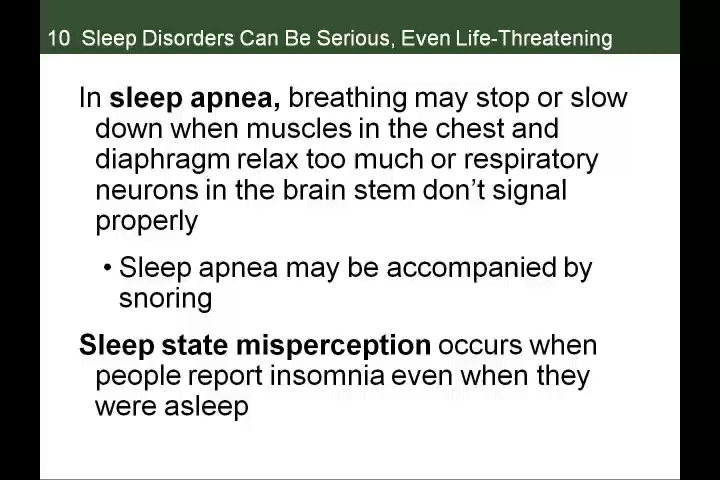 10 Sleep Disorders Can Be Serious, Even Life-Threatening
In sleep apnea, breathing may stop or slow
down when muscles in the chest and
diaphragm relax too much or respiratory
neurons in the brain stem don't signal
properly
• Sleep apnea may be accompanied by
snoring
Sleep state misperception occurs when
people report insomnia even when they
were asleep